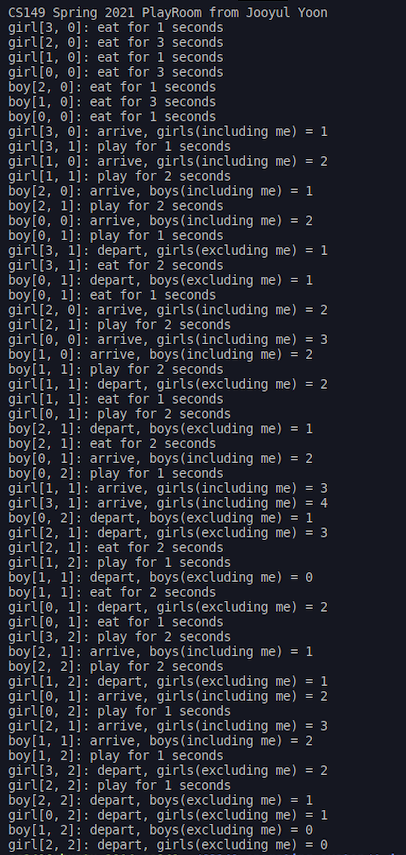 CS149 Spring 2021 PlayRoom from Jooyul Yoon
girl[3, 0]: eat for 1 seconds
girl[2, 0]: eat for 3 seconds
girl[1, 0]: eat for 1 seconds
girl[0, 0]: eat for 3 seconds
boy[2, 0]: eat for 1 seconds
boy[1, 0]: eat for 3 seconds
boy[0, 0]: eat for 1 seconds
girl[3, 0]: arrive, girls(including me) = 1
girl[3, 1]: play for 1 seconds
girl[1, 0]: arrive, girls(including me) = 2
girl[1, 1]: play for 2 seconds
boy[2, 0]: arrive, boys(including me) = 1
boy[2, 1]: play for 2 seconds
boy[0, 0]: arrive, boys(including me) = 2
boy[0, 1]: play for 1 seconds
girl[3, 1]: depart, girls(excluding me) = 1
girl[3, 1]: eat for 2 seconds
boy[0, 1]: depart, boys(excluding me) = 1
boy[0, 1]: eat for 1 seconds
girl[2, 0]: arrive, girls(including me) = 2
girl[2, 1]: play for 2 seconds
girl[0, 0]: arrive, girls(including me) = 3
boy[1, 0]: arrive, boys(including me) = 2
boy[1, 1]: play for 2 seconds
girl[1, 1]: depart, girls(excluding me) = 2
girl[1, 1]: eat for 1 seconds
girl[0, 1]: play for 2 seconds
boy[2, 1]: depart, boys(excluding me) = 1
boy[2, 1]: eat for 2 seconds
boy[0, 1]: arrive, boys(including me) = 2
boy[0, 2]: play for 1 seconds
girl[1, 1]: arrive, girls(including me) = 3
girl[3, 1]: arrive, girls(including me) = 4
boy[0, 2]: depart, boys(excluding me) = 1
girl[2, 1]: depart, girls(excluding me) = 3
girl[2, 1]: eat for 2 seconds
girl[1, 2]: play for 1 seconds
boy[1, 1]: depart, boys(excluding me) = 0
boy[1, 1]: eat for 2 seconds
girl[0, 1]: depart, girls(excluding me) = 2
girl[0, 1]: eat for 1 seconds
girl[3, 2]: play for 2 seconds
boy[2, 1]: arrive, boys(including me) = 1
boy[2, 2]: play for 2 seconds
girl[1, 2]: depart, girls(excluding me) = 1
girl[0, 1]: arrive, girls(including me) = 2
girl[0, 2]: play for 1 seconds
girl[2, 1]: arrive, girls(including me) = 3
boy[1, 1]: arrive, boys(including me) = 2
boy[1, 2]: play for 1 seconds
girl[3, 2]: depart, girls(excluding me) = 2
girl[2, 2]: play for 1 seconds
boy[2, 2]: depart, boys(excluding me) = 1
girl[0, 2]: depart, girls(excluding me) = 1
boy[1, 2]: depart, boys(excluding me) = 0
girl[2, 2]: depart, girls(excluding me) = 0